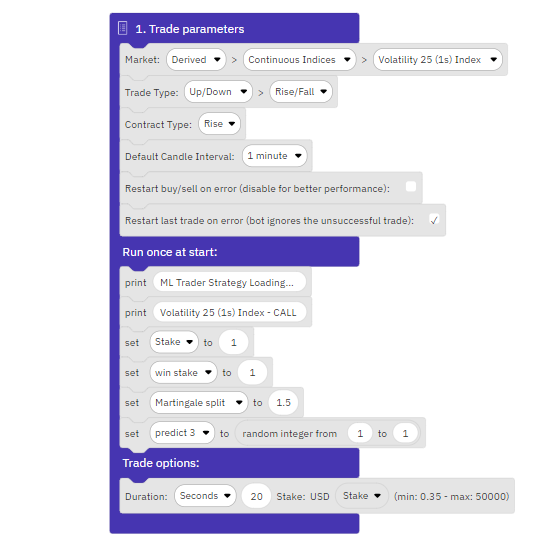 1. Trade parameters
Market: Derived > Continuous Indices > Volatility 25 (1s) Index
Trade Type: Up/Down > Rise/Fall
Contract Type: Rise
Default Candle Interval: 1 minute
Restart buy/sell on error (disable for better performance):
Restart last trade on error (bot ignores the unsuccessful trade): ✓
Run once at start:
print ML Trader Strategy Loading...
print Volatility 25 (1s) Index - CALL
set Stake to 1
set win stake to 1
set Martingale split to 1.5
set predict 3 to random integer from 1 to 1
Trade options:
Duration: Seconds 20 Stake: USD Stake (min: 0.35 - max: 50000)